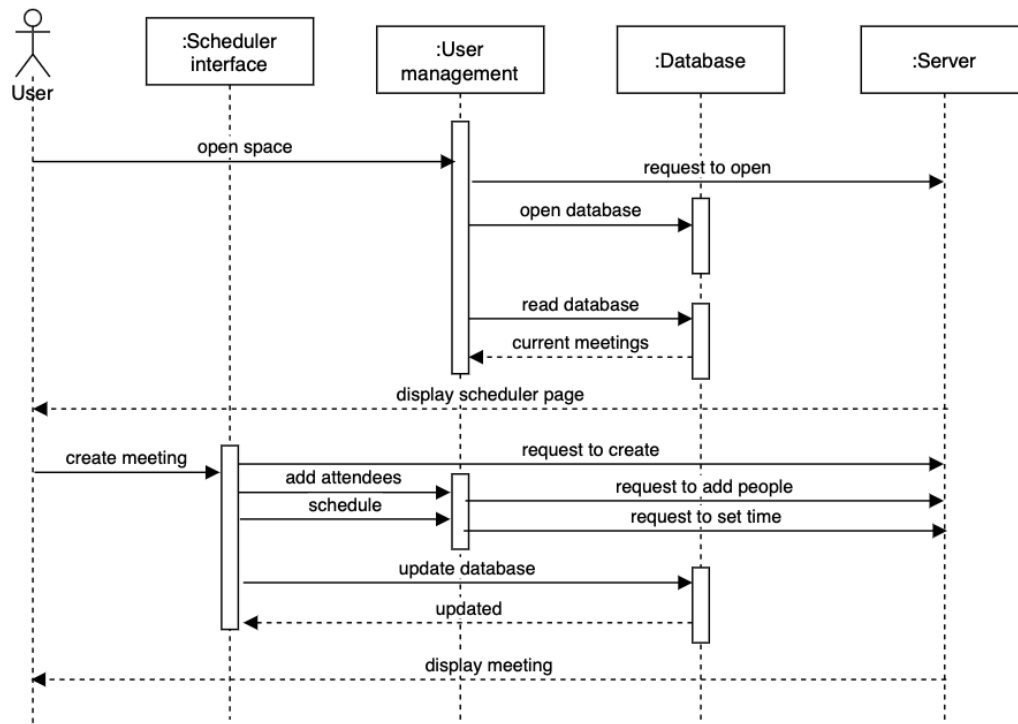 :Scheduler
interface
:User
management
:Database
:Server
User
open space
request to open
open database
read database
current meetings
display scheduler page
create meeting
request to create
add attendees
request to add people
schedule
request to set time
update database
updated
display meeting